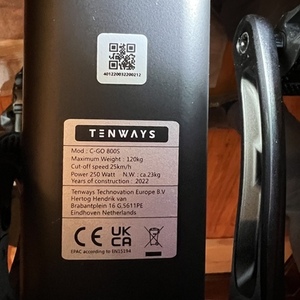 401220032200212
TENWAYS
Mod : C-GO 800S
Maximum Weight : 120kg
Cut-off speed 25km/h
Power 250 Watt N.W : ca.23kg
Years of construction : 2022
Tenways Technovation Europe B.V
Hertog Hendrik van
Brabantplein 16 G,5611PE
Eindhoven Netherlands
CE UK
CA
EPAC according to EN15194